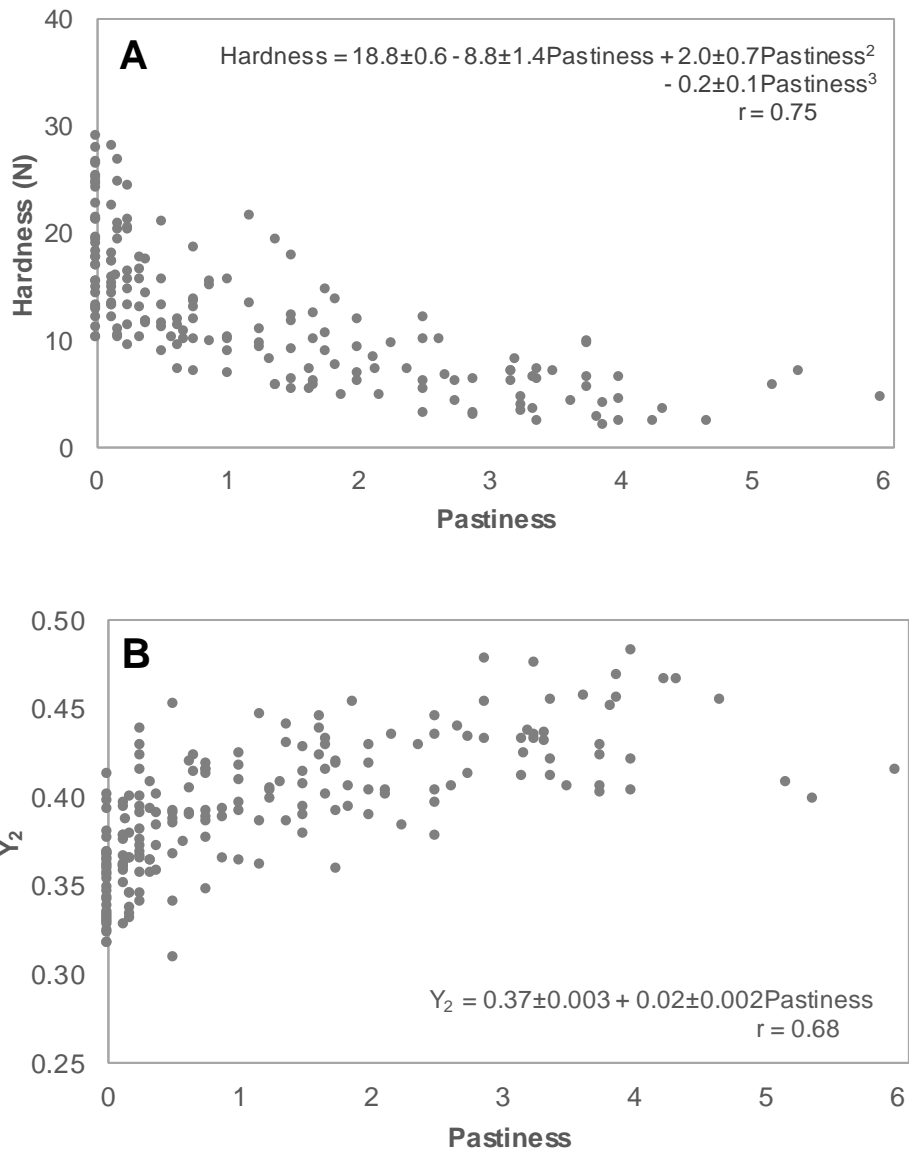 A
Hardness = 18.8±0.6 - 8.8±1.4Pastiness + 2.0±0.7Pastiness²
- 0.2±0.1Pastiness³
r = 0.75
40
30
20
10
0
Hardness (N)
0 1 2 3 4 5 6
Pastiness
B
0.50
0.45
0.40
0.35
0.30
0.25
Y₂
Y₂ = 0.37±0.003 + 0.02±0.002Pastiness
r = 0.68
0 1 2 3 4 5 6
Pastiness